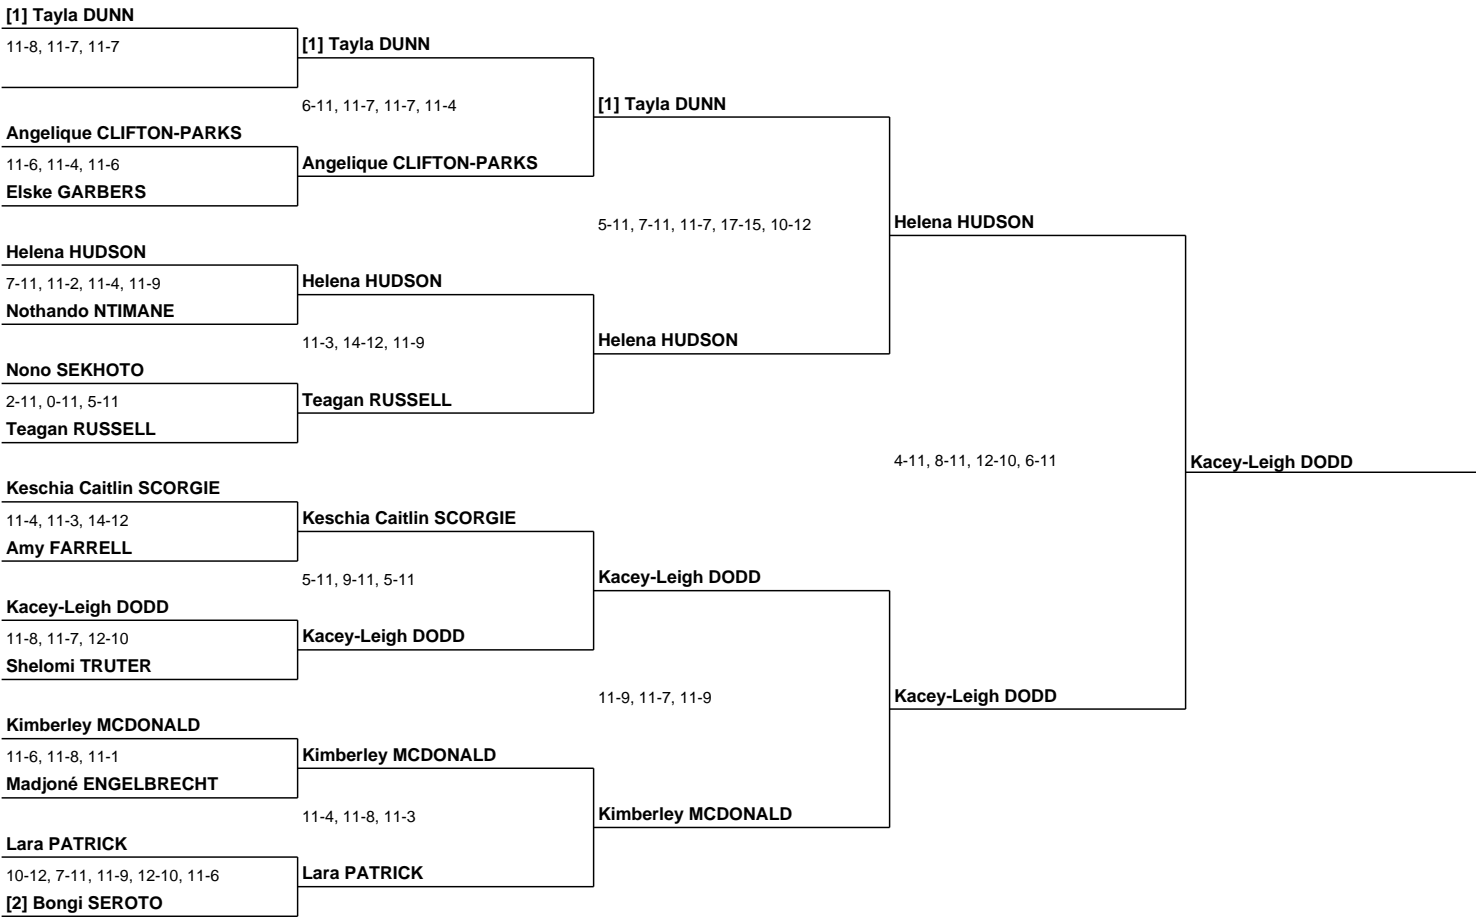 [1] Tayla DUNN
11-8, 11-7, 11-7
Angelique CLIFTON-PARKS
11-6, 11-4, 11-6
Elske GARBERS
Helena HUDSON
7-11, 11-2, 11-4, 11-9
Nothando NTIMANE
Nono SEKHOTO
2-11, 0-11, 5-11
Teagan RUSSELL
Keschia Caitlin SCORGIE
11-4, 11-3, 14-12
Amy FARRELL
Kacey-Leigh DODD
11-8, 11-7, 12-10
Shelomi TRUTER
Kimberley MCDONALD
11-6, 11-8, 11-1
Madjoné ENGELBRECHT
Lara PATRICK
10-12, 7-11, 11-9, 12-10, 11-6
[2] Bongi SEROTO
[1] Tayla DUNN
6-11, 11-7, 11-7, 11-4
Angelique CLIFTON-PARKS
Helena HUDSON
11-3, 14-12, 11-9
Teagan RUSSELL
Keschia Caitlin SCORGIE
5-11, 9-11, 5-11
Kacey-Leigh DODD
Kimberley MCDONALD
11-4, 11-8, 11-3
Lara PATRICK
[1] Tayla DUNN
5-11, 7-11, 11-7, 17-15, 10-12
Helena HUDSON
Kacey-Leigh DODD
11-9, 11-7, 11-9
Kimberley MCDONALD
Helena HUDSON
4-11, 8-11, 12-10, 6-11
Kacey-Leigh DODD
Kacey-Leigh DODD